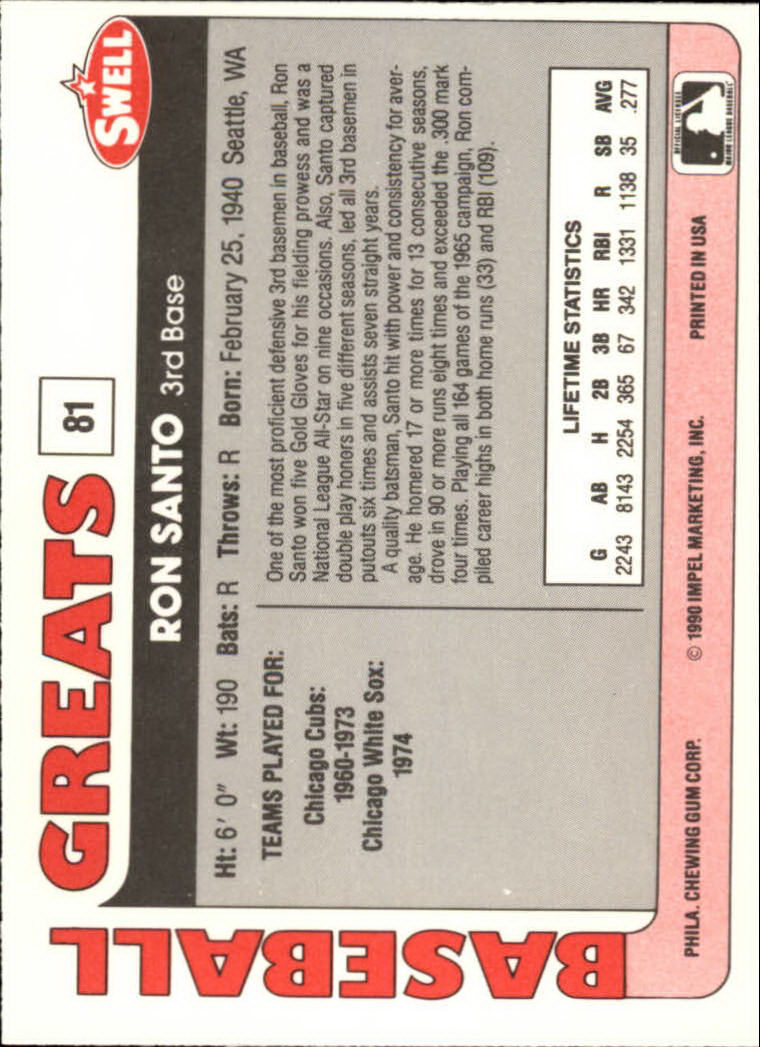 BASEBALL
GREATS
81
SWELL
RON SANTO 3rd Base
Ht: 6' 0" Wt: 190 Bats: R Throws: R Born: February 25, 1940 Seattle, WA
TEAMS PLAYED FOR:
Chicago Cubs:
1960-1973
Chicago White Sox:
1974
One of the most proficient defensive 3rd basemen in baseball, Ron
Santo won five Gold Gloves for his fielding prowess and was a
National League All-Star on nine occasions. Also, Santo captured
double play honors in five different seasons, led all 3rd basemen in
putouts six times and assists seven straight years.
A quality batsman, Santo hit with power and consistency for aver-
age. He homered 17 or more times for 13 consecutive seasons,
drove in 90 or more runs eight times and exceeded the .300 mark
four times. Playing all 164 games of the 1965 campaign, Ron com-
piled career highs in both home runs (33) and RBI (109).
LIFETIME STATISTICS
G AB H 2B 3B HR RBI R SB AVG
2243 8143 2254 365 67 342 1331 1138 35 .277
PHILA. CHEWING GUM CORP. © 1990 IMPEL MARKETING, INC. PRINTED IN USA
OFFICIAL LICENSEE
MAJOR LEAGUE BASEBALL